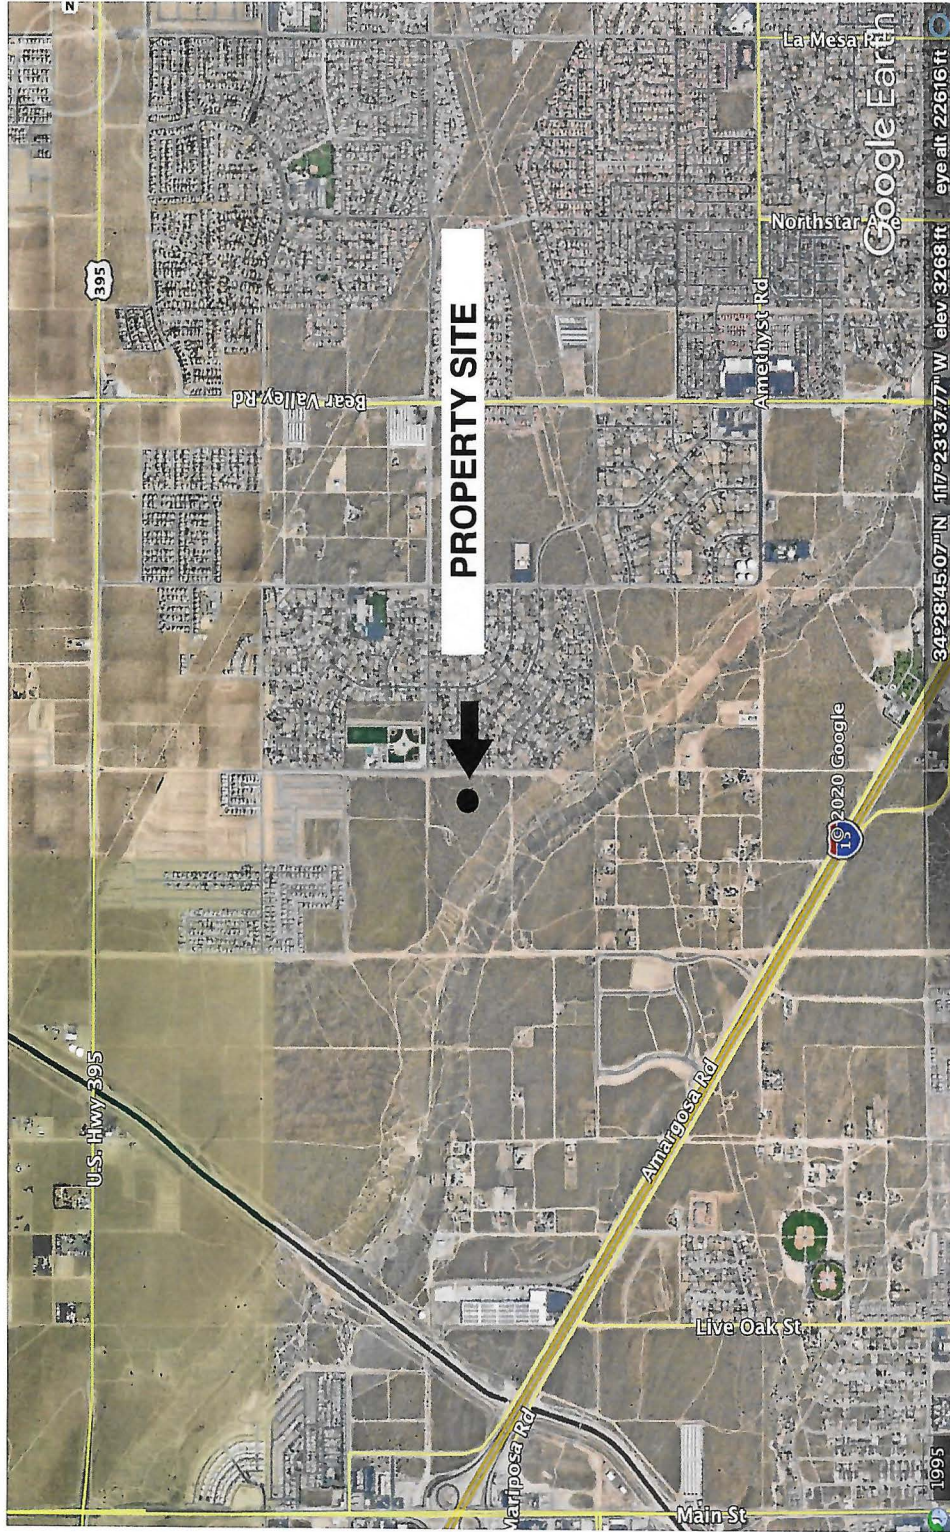 N
La Mesa Rd
Google Earth
395
Northstar Ave
PROPERTY SITE
Amethyst Rd
Bear Valley Rd
© 2020 Google
15
U.S. Hwy 395
Amargosa Rd
Live Oak St
Mariposa Rd
Main St
1995
34°28'45.07"N 117°23'37.77"W elev 3268 ft eye alt 22616 ft